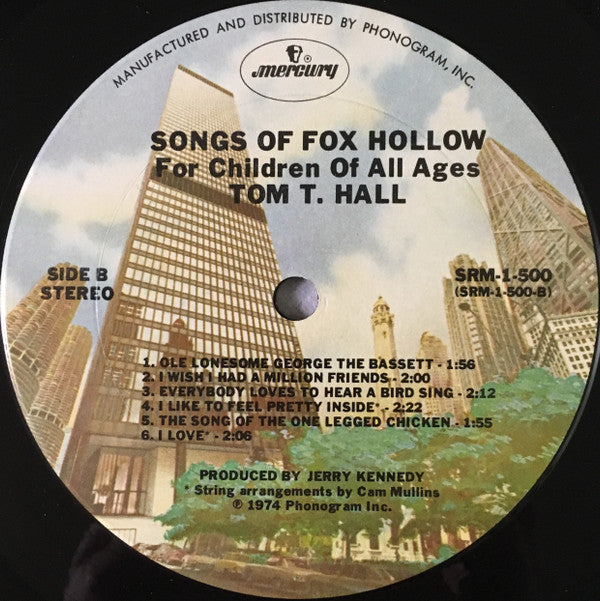 MANUFACTURED AND DISTRIBUTED BY PHONOGRAM, INC.
mercury
SONGS OF FOX HOLLOW
For Children Of All Ages
TOM T. HALL
SIDE B
STEREO
SRM-1-500
(SRM-1-500-B)
1. OLE LONESOME GEORGE THE BASSETT - 1:56
2. I WISH I HAD A MILLION FRIENDS - 2:00
3. EVERYBODY LOVES TO HEAR A BIRD SING - 2:12
4. I LIKE TO FEEL PRETTY INSIDE* - 2:22
5. THE SONG OF THE ONE LEGGED CHICKEN - 1:55
6. I LOVE* - 2:06
PRODUCED BY JERRY KENNEDY
* String arrangements by Cam Mullins
℗ 1974 Phonogram Inc.